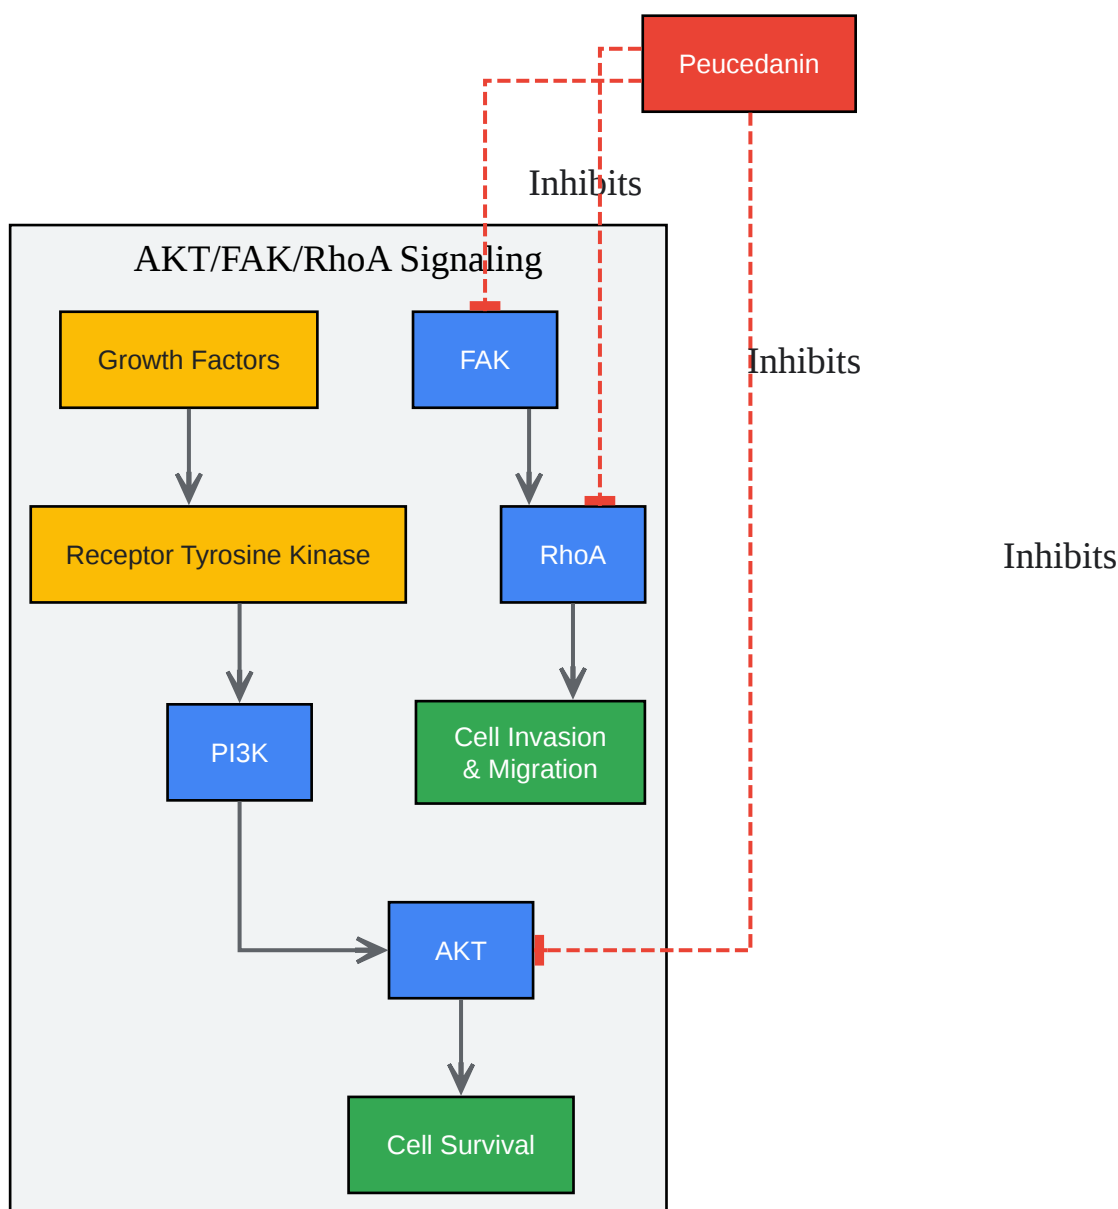 Peucedanin
Inhibits
AKT/FAK/RhoA Signaling
Growth Factors
FAK
Inhibits
Receptor Tyrosine Kinase
RhoA
Inhibits
PI3K
Cell Invasion
& Migration
AKT
Cell Survival